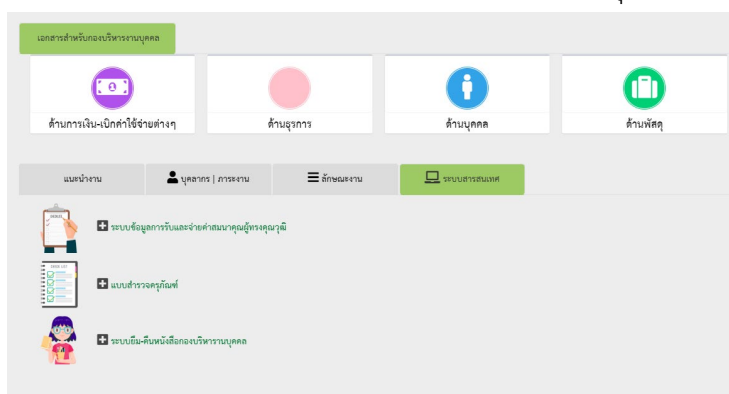 เอกสารสำหรับกองบริหารงานบุคคล
ด้านการเงิน-เบิกค่าใช้จ่ายต่างๆ
ด้านธุรการ
ด้านบุคคล
ด้านพัสดุ
แนะนำงาน
บุคลากร | ภาระงาน
ลักษณะงาน
ระบบสารสนเทศ
ระบบข้อมูลการรับและจ่ายค่าสมนาคุณผู้ทรงคุณวุฒิ
แบบสำรวจครุภัณฑ์
ระบบยืม-คืนหนังสือกองบริหารานบุคคล